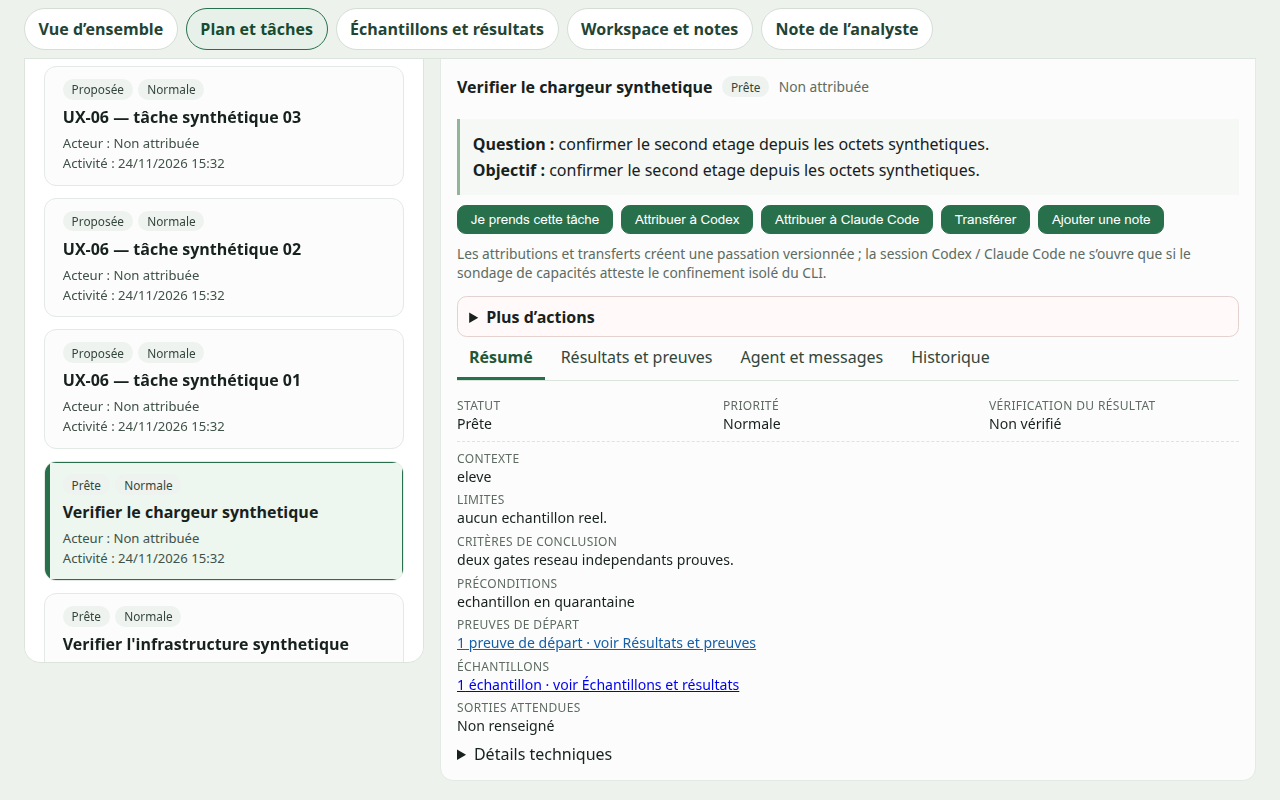 Vue d’ensemble
Plan et tâches
Échantillons et résultats
Workspace et notes
Note de l’analyste
Proposée
Normale
UX-06 — tâche synthétique 03
Acteur : Non attribuée
Activité : 24/11/2026 15:32
Proposée
Normale
UX-06 — tâche synthétique 02
Acteur : Non attribuée
Activité : 24/11/2026 15:32
Proposée
Normale
UX-06 — tâche synthétique 01
Acteur : Non attribuée
Activité : 24/11/2026 15:32
Prête
Normale
Verifier le chargeur synthetique
Acteur : Non attribuée
Activité : 24/11/2026 15:32
Prête
Normale
Verifier l'infrastructure synthetique
Verifier le chargeur synthetique
Prête
Non attribuée
Question : confirmer le second etage depuis les octets synthetiques.
Objectif : confirmer le second etage depuis les octets synthetiques.
Je prends cette tâche
Attribuer à Codex
Attribuer à Claude Code
Transférer
Ajouter une note
Les attributions et transferts créent une passation versionnée ; la session Codex / Claude Code ne s’ouvre que si le
sondage de capacités atteste le confinement isolé du CLI.
Plus d’actions
Résumé
Résultats et preuves
Agent et messages
Historique
STATUT
Prête
PRIORITÉ
Normale
VÉRIFICATION DU RÉSULTAT
Non vérifié
CONTEXTE
eleve
LIMITES
aucun echantillon reel.
CRITÈRES DE CONCLUSION
deux gates reseau independants prouves.
PRÉCONDITIONS
echantillon en quarantaine
PREUVES DE DÉPART
1 preuve de départ · voir Résultats et preuves
ÉCHANTILLONS
1 échantillon · voir Échantillons et résultats
SORTIES ATTENDUES
Non renseigné
Détails techniques